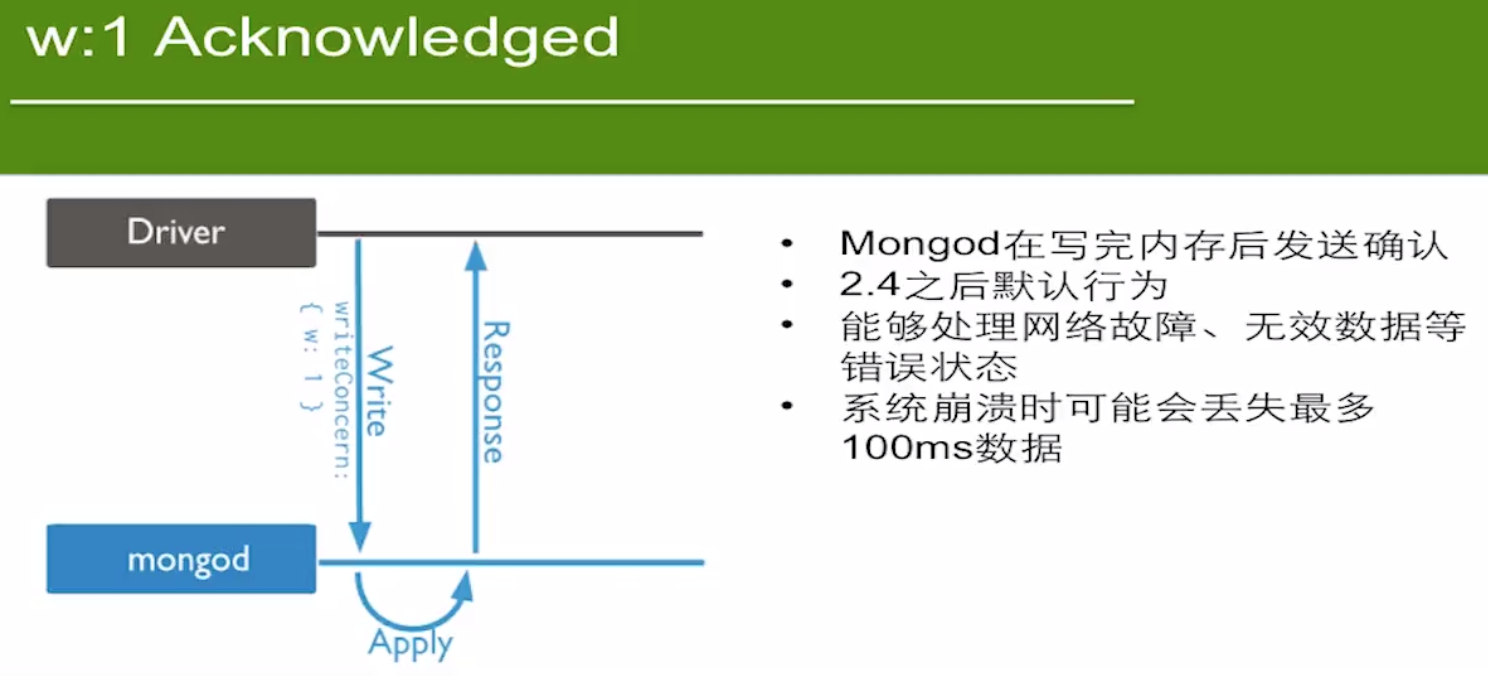 w:1 Acknowledged
Driver
writeConcern:
{ w: 1 }
Write
Response
mongod
Apply
• Mongod在写完内存后发送确认
• 2.4之后默认行为
• 能够处理网络故障、无效数据等
错误状态
• 系统崩溃时可能会丢失最多
100ms数据